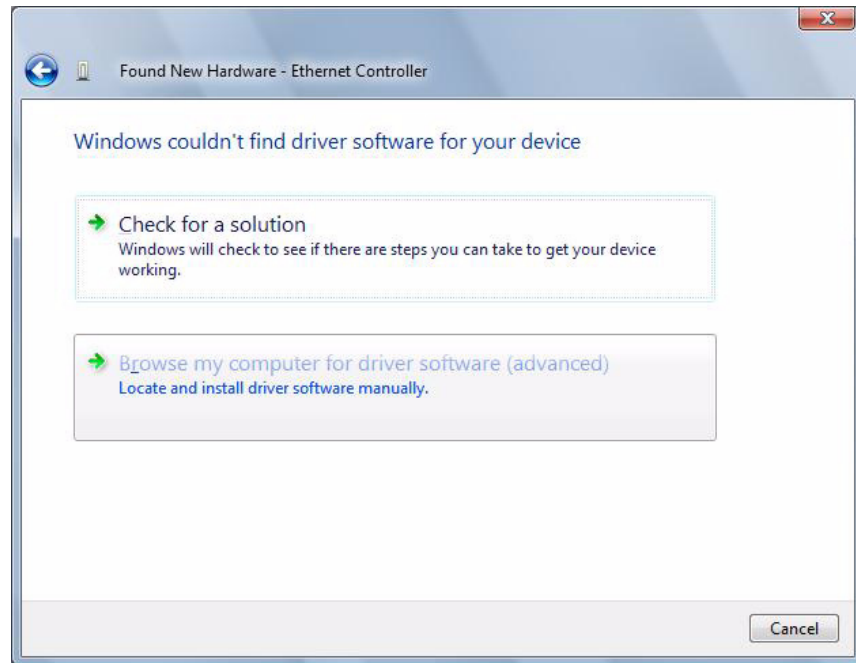 Found New Hardware - Ethernet Controller
Windows couldn't find driver software for your device
Check for a solution
Windows will check to see if there are steps you can take to get your device
working.
Browse my computer for driver software (advanced)
Locate and install driver software manually.
Cancel